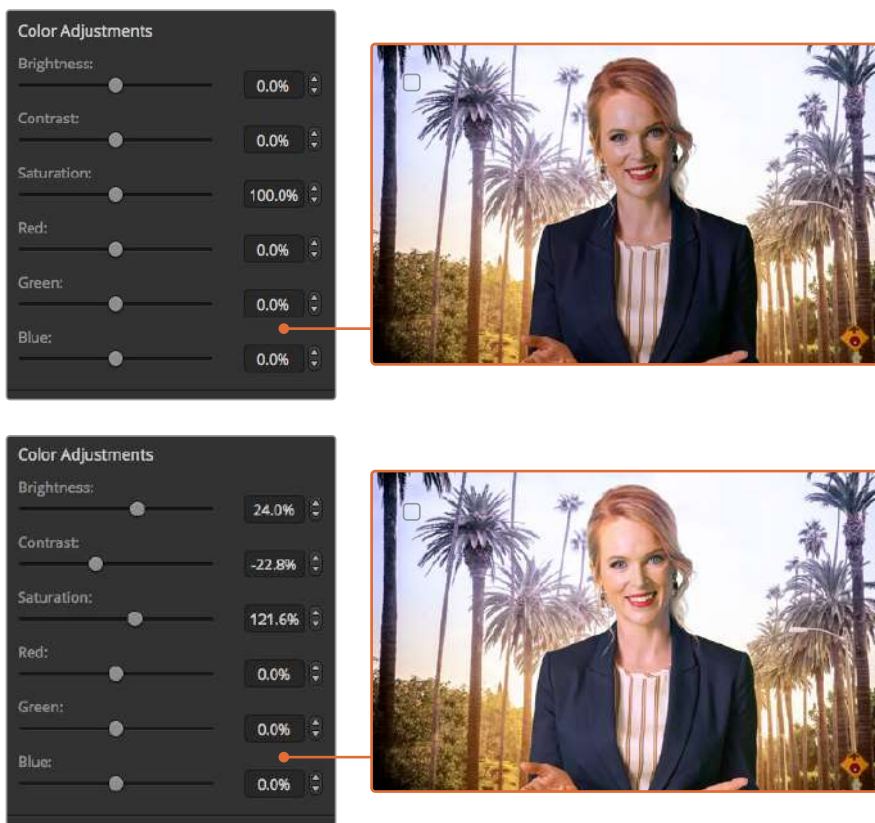 Color Adjustments
Brightness:
0.0%
Contrast:
0.0%
Saturation:
100.0%
Red:
0.0%
Green:
0.0%
Blue:
0.0%
Color Adjustments
Brightness:
24.0%
Contrast:
-22.8%
Saturation:
121.6%
Red:
0.0%
Green:
0.0%
Blue:
0.0%